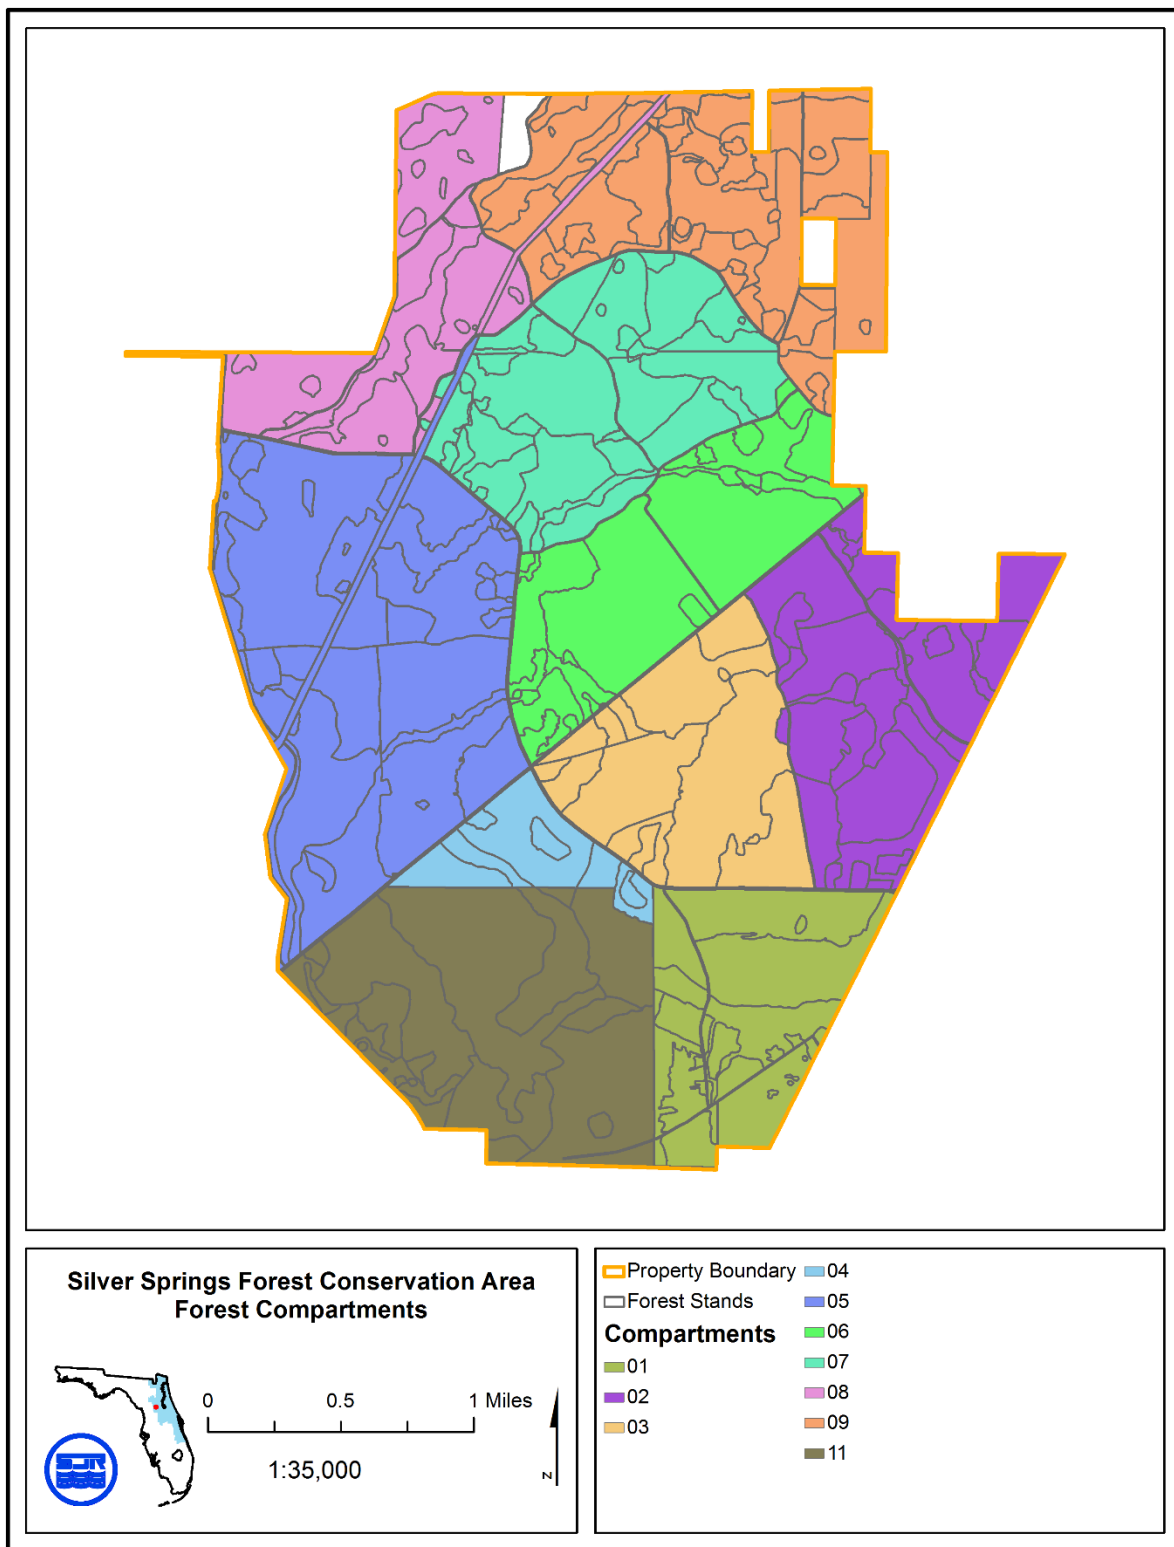 Silver Springs Forest Conservation Area
Forest Compartments
0 0.5 1 Miles
1:35,000
N
SJR
Property Boundary
Forest Stands
Compartments
01
02
03
04
05
06
07
08
09
11